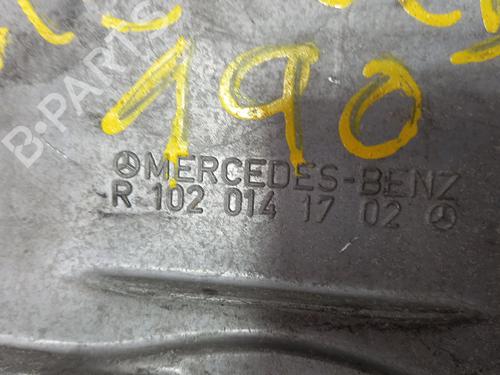 190
MERCEDES-BENZ
R 102 014 17 02
B-PARTS